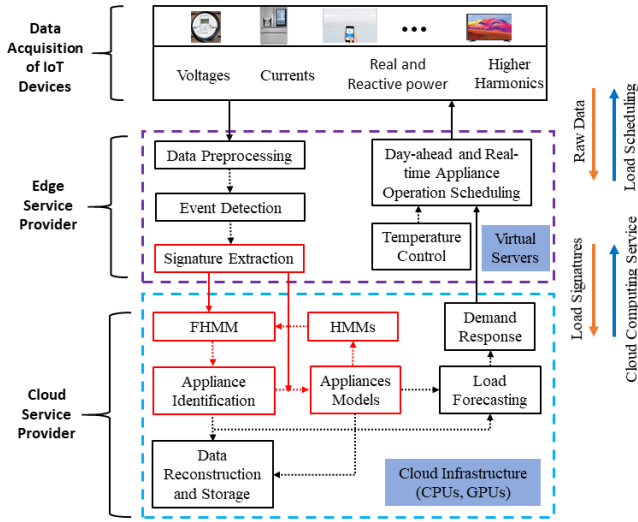 Data
Acquisition
of IoT
Devices
Voltages
Currents
Real and
Reactive power
Higher
Harmonics
Raw Data
Load Scheduling
Edge
Service
Provider
Data Preprocessing
Event Detection
Signature Extraction
Day-ahead and Real-
time Appliance
Operation Scheduling
Temperature
Control
Virtual
Servers
Load Signatures
Cloud Computing Service
Cloud
Service
Provider
FHMM
HMMs
Demand
Response
Appliance
Identification
Appliances
Models
Load
Forecasting
Data
Reconstruction
and Storage
Cloud Infrastructure
(CPUs, GPUs)